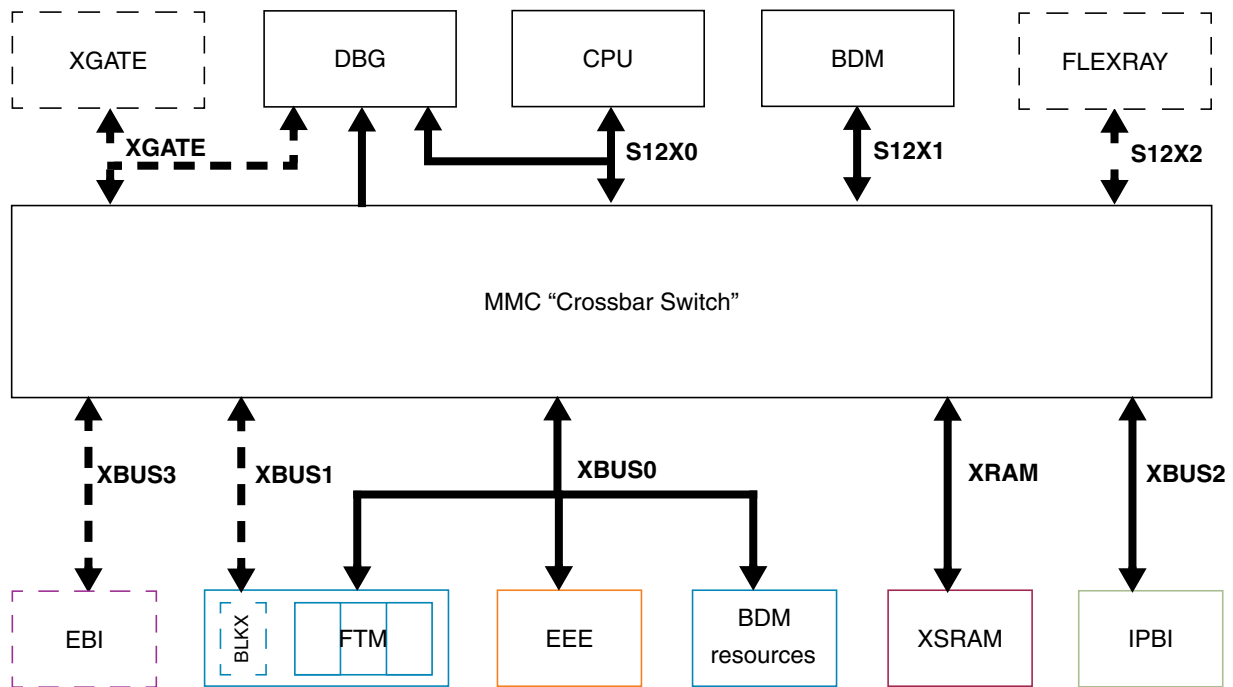 XGATE
DBG
CPU
BDM
FLEXRAY
XGATE
S12X0
S12X1
S12X2
MMC “Crossbar Switch”
XBUS3
XBUS1
XBUS0
XRAM
XBUS2
EBI
BLKX
FTM
EEE
BDM
resources
XSRAM
IPBI